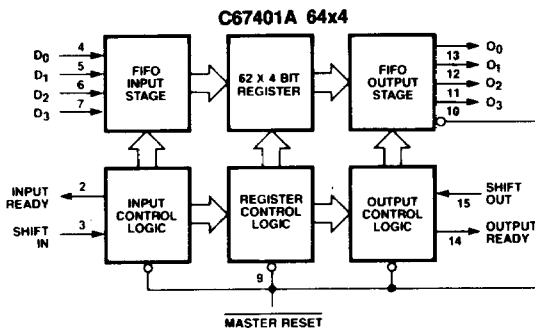 C67401A 64x4
D0
4
D1
5
D2
6
D3
7
FIFO
INPUT
STAGE
62 X 4 BIT
REGISTER
FIFO
OUTPUT
STAGE
O0
13
O1
12
O2
11
O3
10
INPUT
READY
2
SHIFT
IN
3
INPUT
CONTROL
LOGIC
REGISTER
CONTROL
LOGIC
OUTPUT
CONTROL
LOGIC
15
SHIFT
OUT
14
OUTPUT
READY
9
MASTER RESET